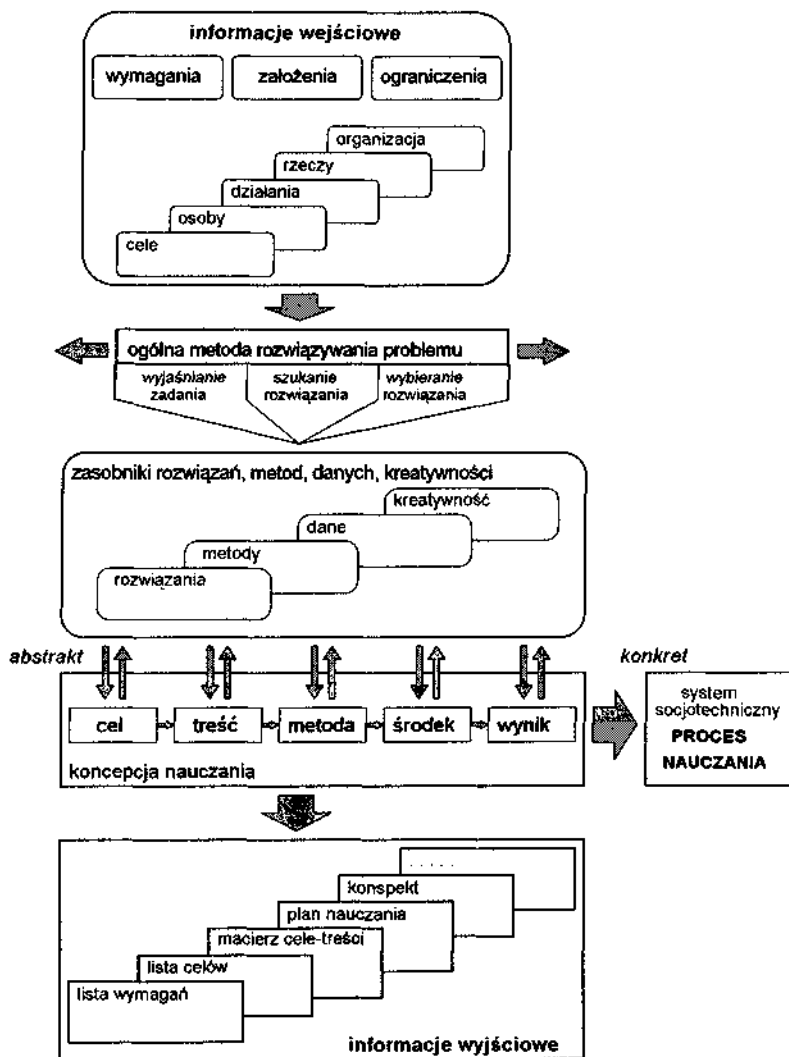 informacje wejściowe
wymagania
założenia
ograniczenia
organizacja
rzeczy
działania
osoby
cele
ogólna metoda rozwiązywania problemu
wyjaśnianie
zadania
szukanie
rozwiązania
wybieranie
rozwiązania
zasobniki rozwiązań, metod, danych, kreatywności
kreatywność
dane
metody
rozwiązania
abstrakt
konkret
cel
treść
metoda
środek
wynik
koncepcja nauczania
system
socjotechniczny
PROCES
NAUCZANIA
. . . . .
konspekt
plan nauczania
macierz cele-treści
lista celów
lista wymagań
informacje wyjściowe